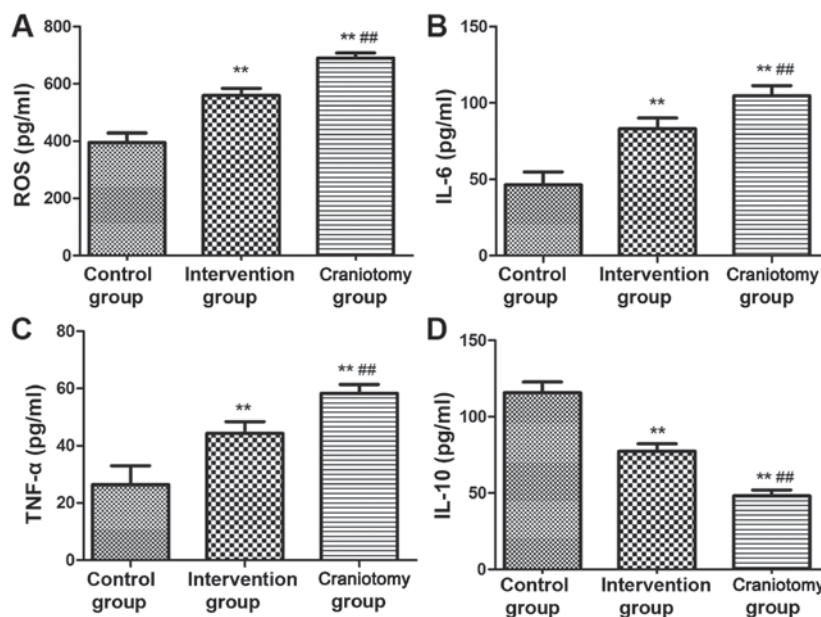 A
ROS (pg/ml)
800
600
400
200
0
**
** ##
Control group
Intervention group
Craniotomy group
B
IL-6 (pg/ml)
150
100
50
0
**
** ##
Control group
Intervention group
Craniotomy group
C
TNF-α (pg/ml)
80
60
40
20
0
**
** ##
Control group
Intervention group
Craniotomy group
D
IL-10 (pg/ml)
150
100
50
0
**
** ##
Control group
Intervention group
Craniotomy group